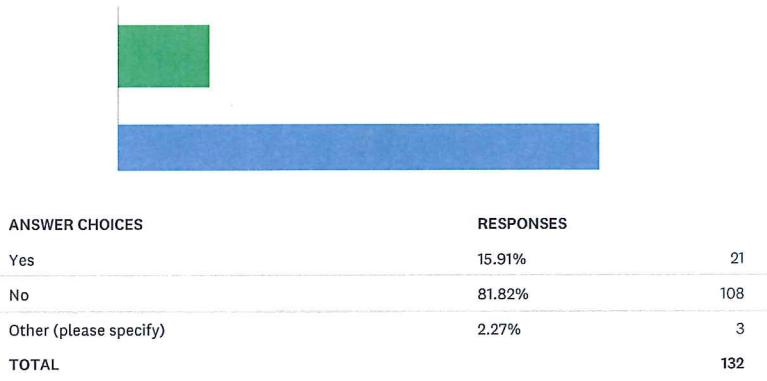 ANSWER CHOICES RESPONSES
Yes 15.91% 21
No 81.82% 108
Other (please specify) 2.27% 3
TOTAL 132